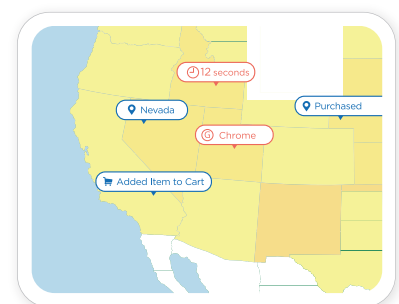 12 seconds
Nevada
Purchased
G Chrome
Added Item to Cart